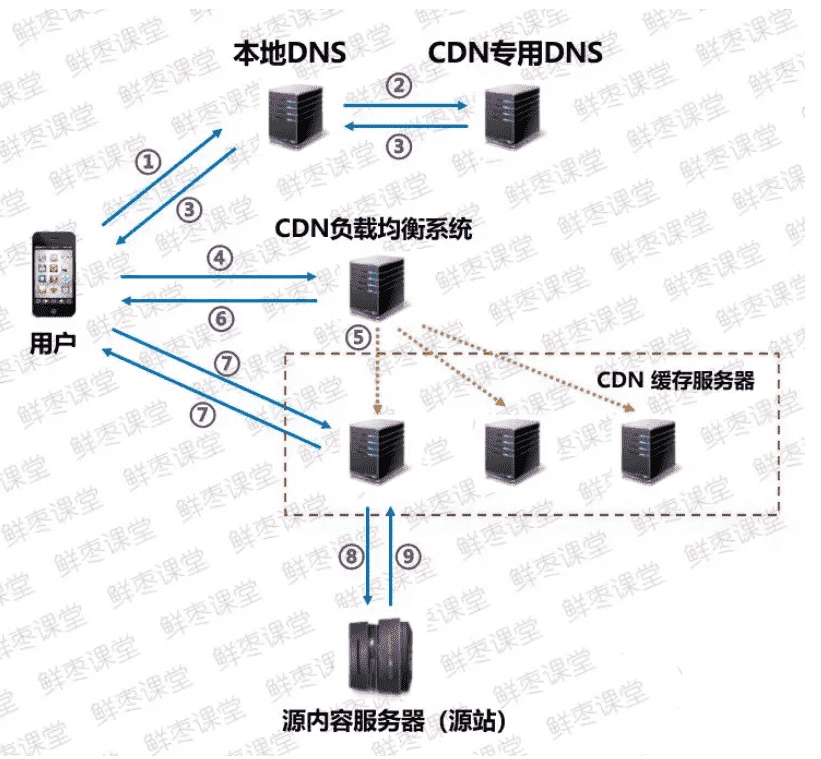 本地DNS
CDN专用DNS
②
①
③
③
CDN负载均衡系统
④
⑥
用户
⑤
⑦
CDN 缓存服务器
⑦
⑧
⑨
源内容服务器（源站）
鲜枣课堂